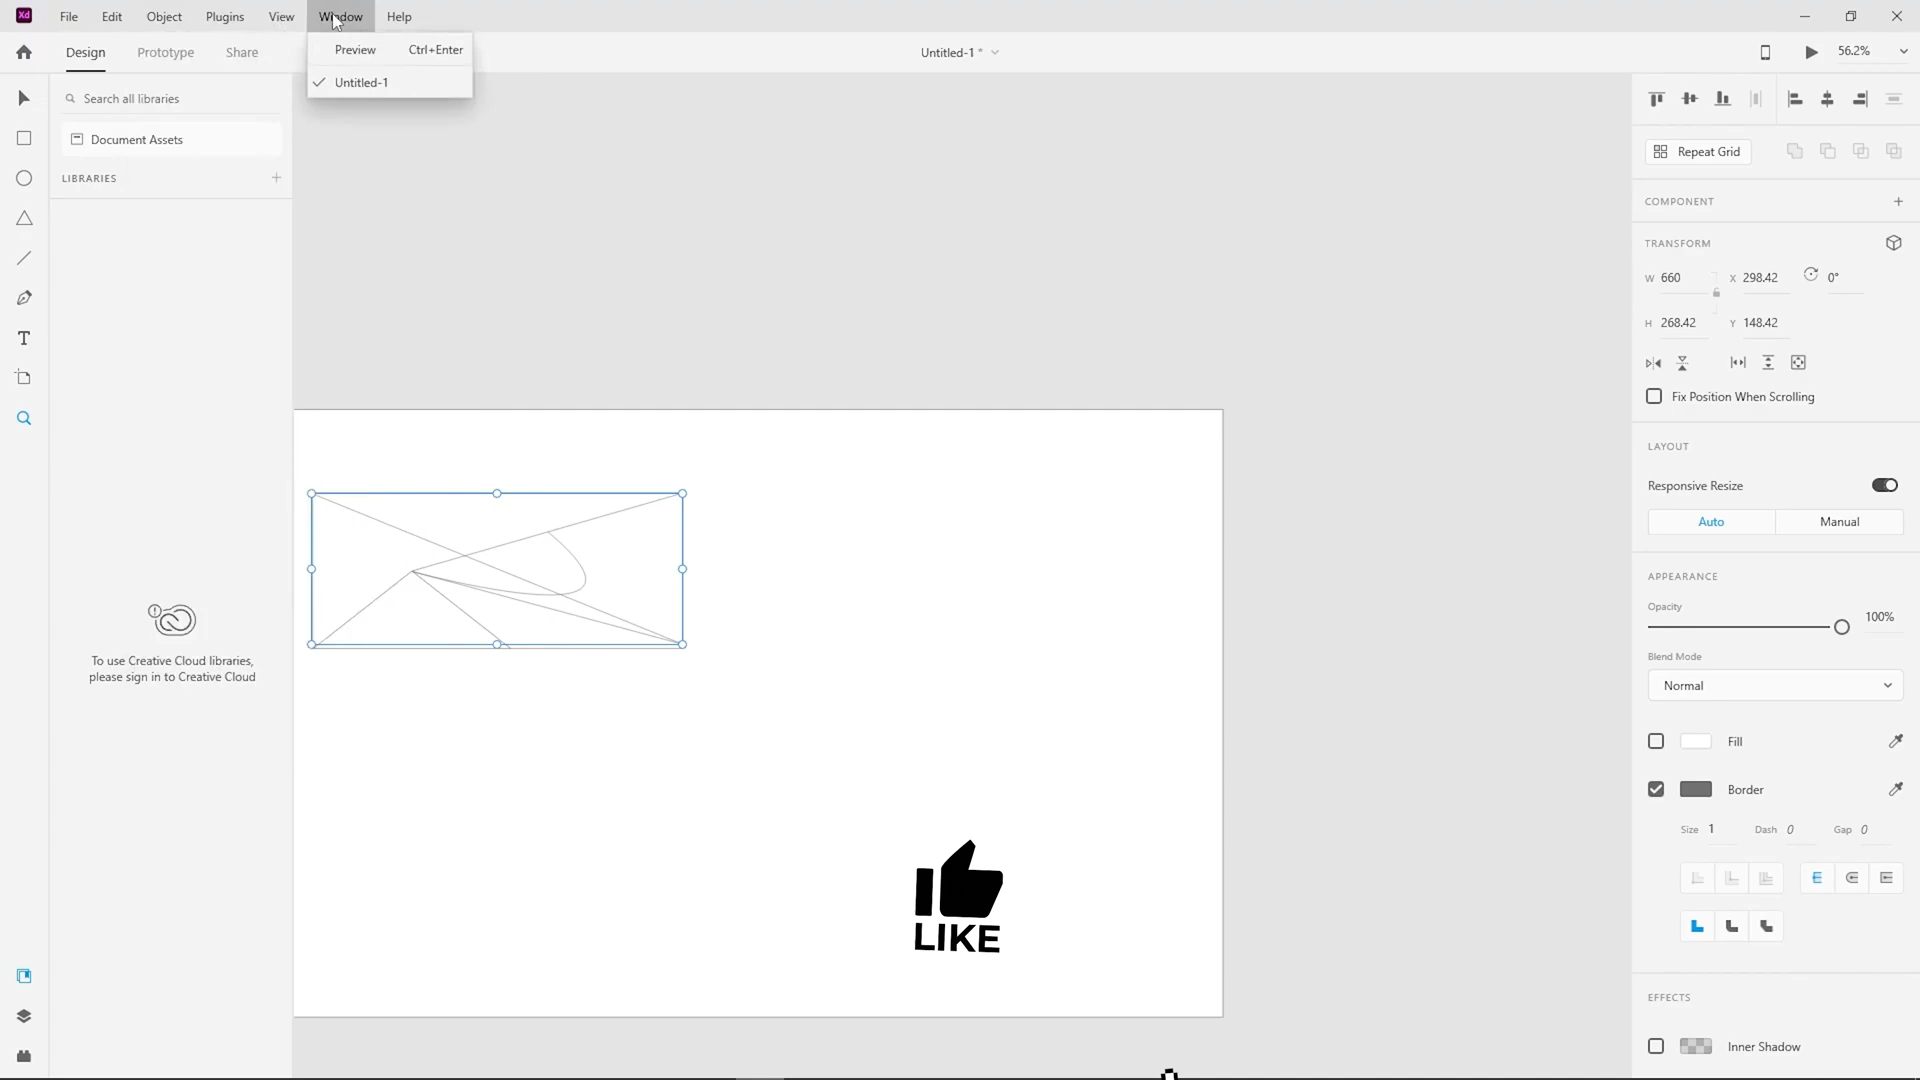 Xd File Edit Object Plugins View Window Help
Preview Ctrl+Enter
Untitled-1
Design Prototype Share
Untitled-1 *
56.2%
Search all libraries
Document Assets
LIBRARIES
To use Creative Cloud libraries,
please sign in to Creative Cloud
LIKE
Repeat Grid
COMPONENT
TRANSFORM
W 660 X 298.42 0°
H 268.42 Y 148.42
Fix Position When Scrolling
LAYOUT
Responsive Resize
Auto Manual
APPEARANCE
Opacity
100%
Blend Mode
Normal
Fill
Border
Size 1 Dash 0 Gap 0
EFFECTS
Inner Shadow